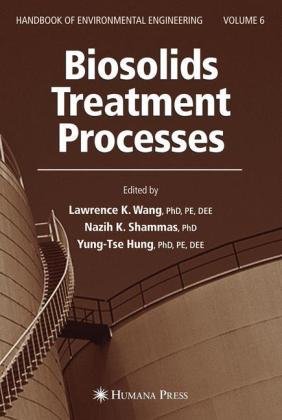 HANDBOOK OF ENVIRONMENTAL ENGINEERING VOLUME 6
Biosolids
Treatment
Processes
Edited by
Lawrence K. Wang, PhD, PE, DEE
Nazih K. Shammas, PhD
Yung-Tse Hung, PhD, PE, DEE
HUMANA PRESS